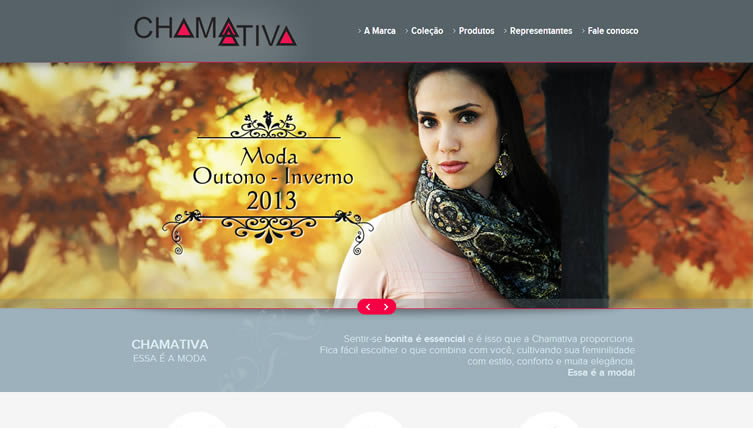 CHAMATIVA
A Marca
Coleção
Produtos
Representantes
Fale conosco
Moda
Outono - Inverno
2013
CHAMATIVA
ESSA É A MODA
Sentir-se bonita é essencial e é isso que a Chamativa proporciona.
Fica fácil escolher o que combina com você, cultivando sua feminilidade
com estilo, conforto e muita elegância.
Essa é a moda!